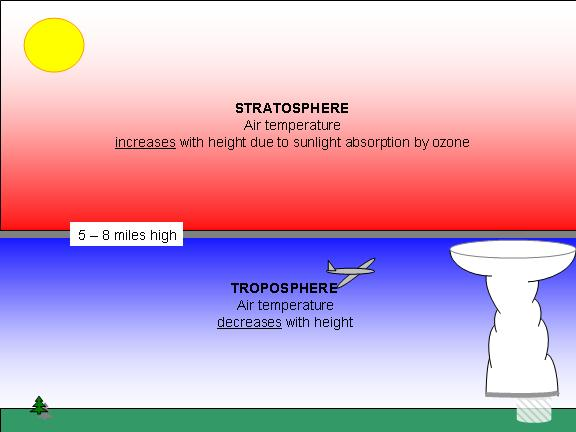 STRATOSPHERE
Air temperature
increases with height due to sunlight absorption by ozone
5 – 8 miles high
TROPOSPHERE
Air temperature
decreases with height